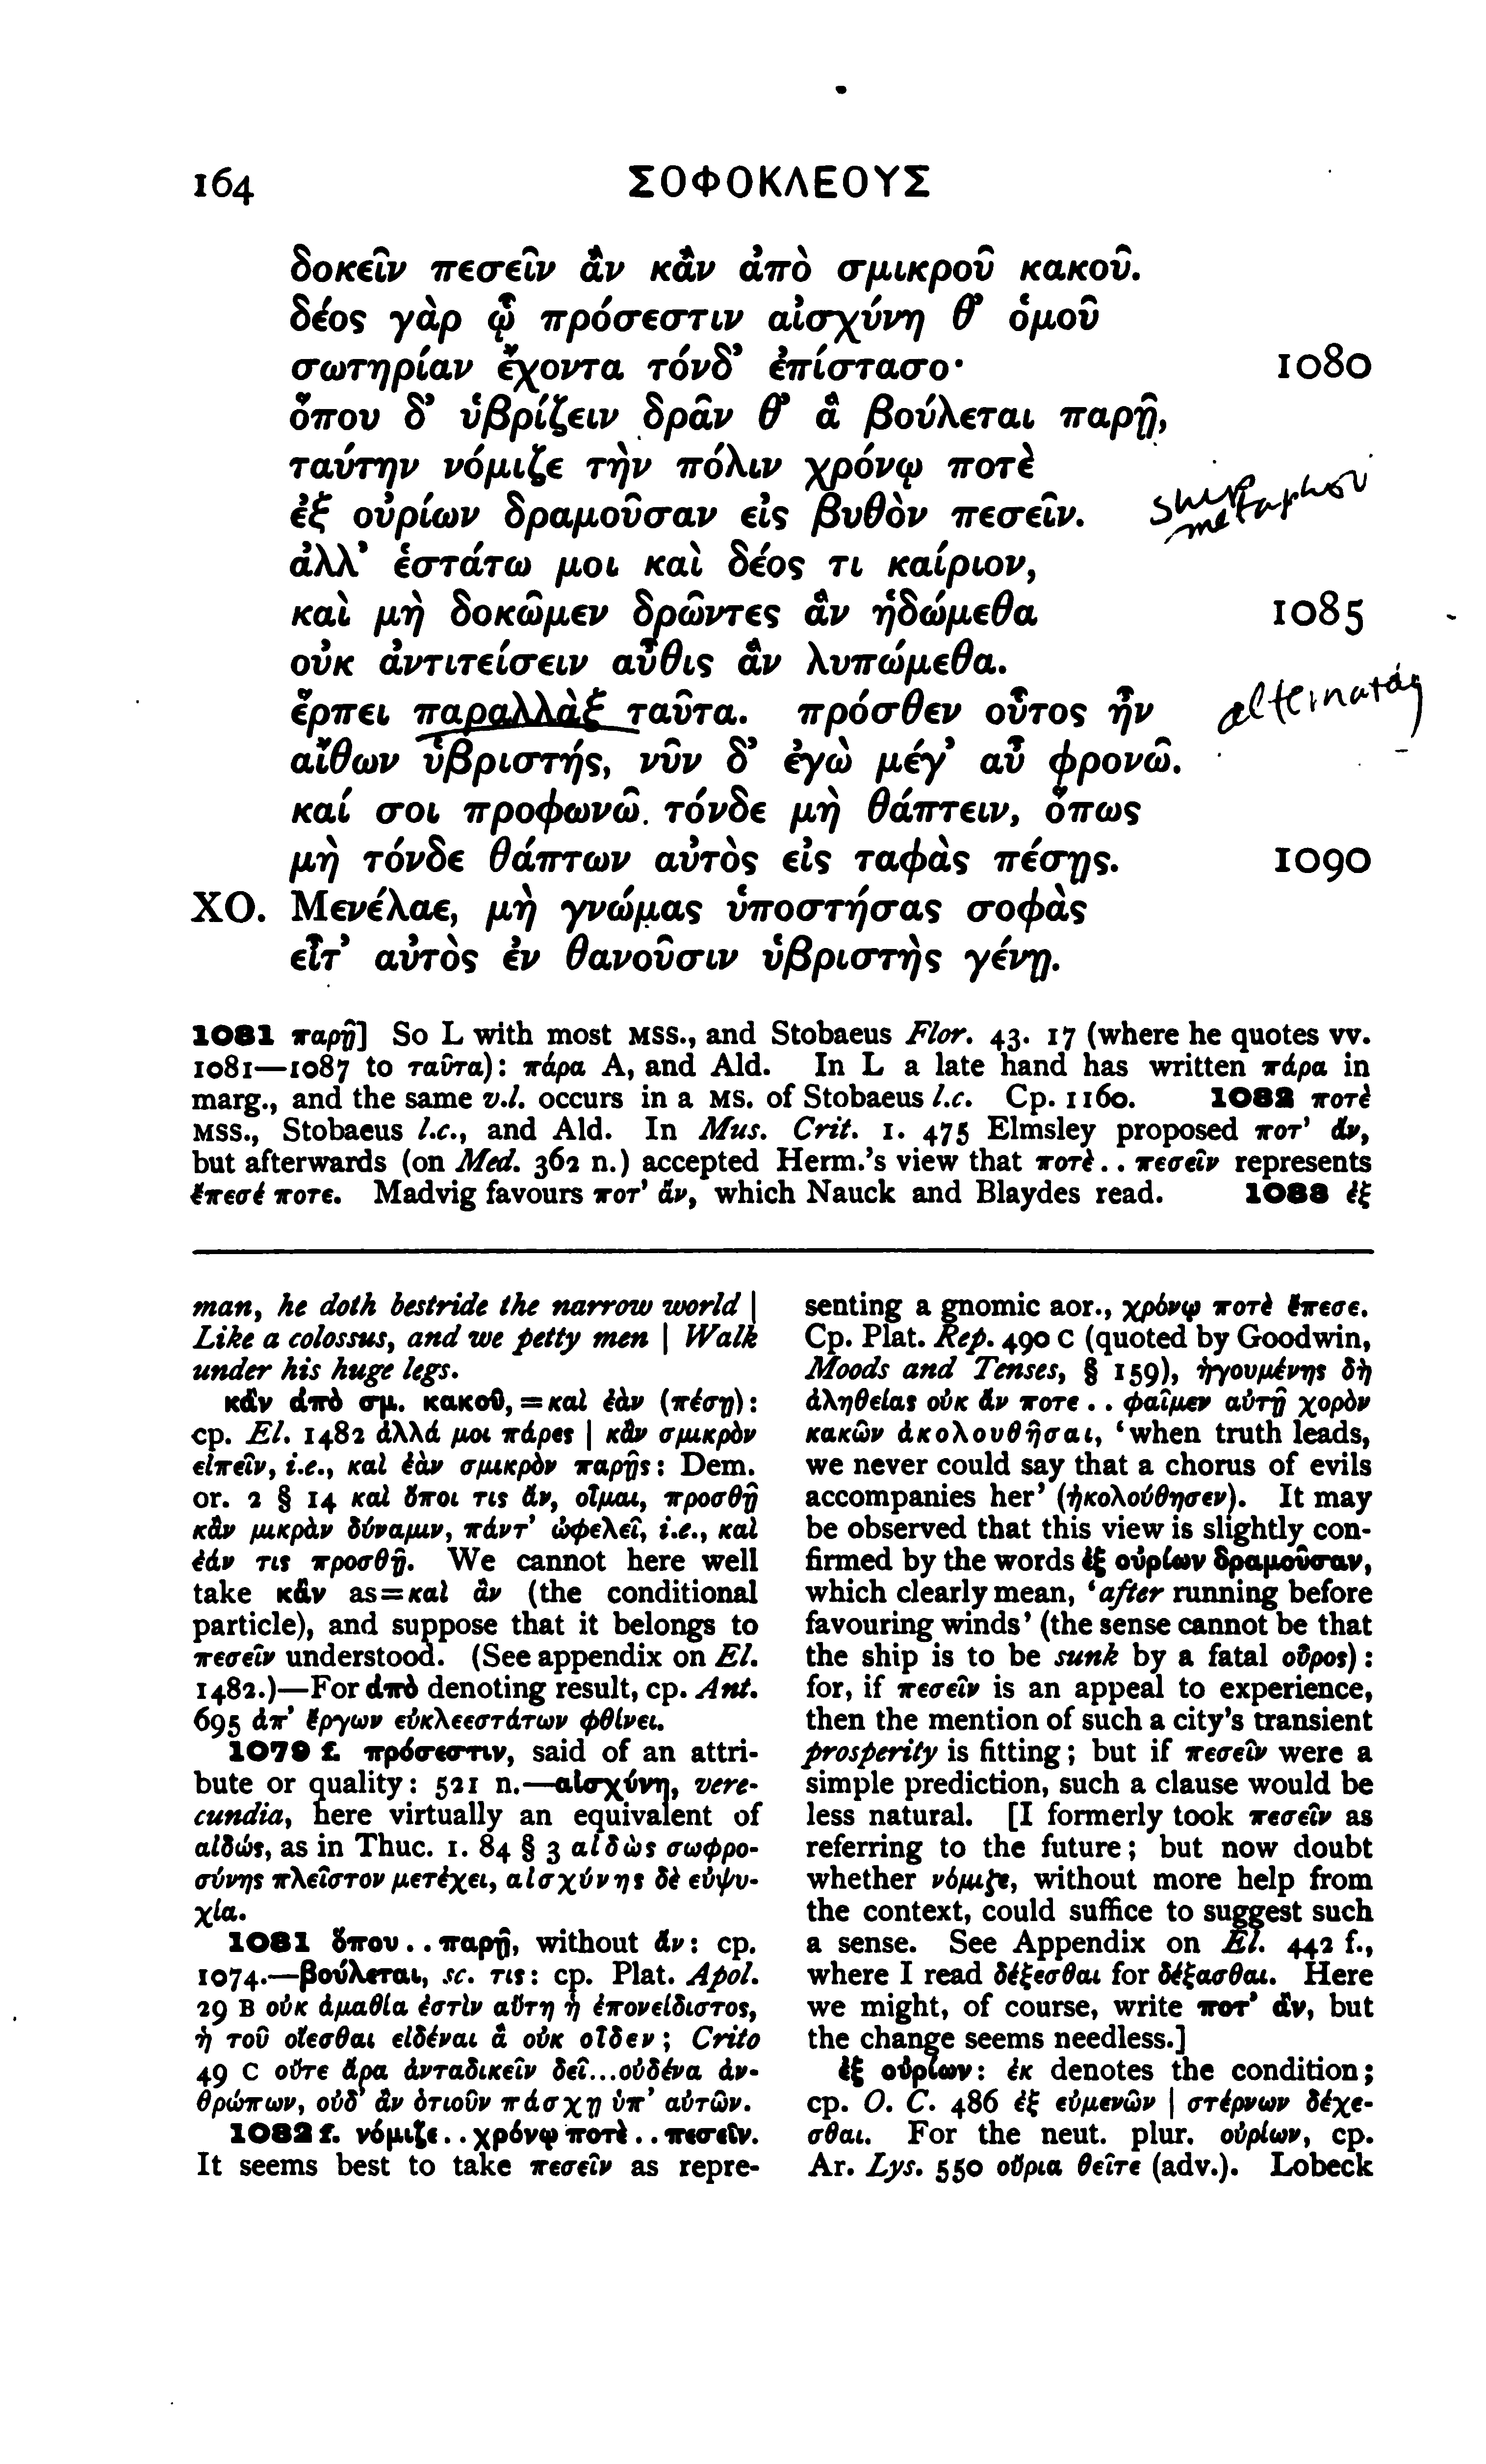 164
ΣΟΦΟΚΛΕΟΥΣ
δοκεῖν πεσεῖν ἂν κἂν ἀπὸ σμικροῦ κακοῦ.
δέος γὰρ ᾧ πρόσεστιν αἰσχύνη θ’ ὁμοῦ
σωτηρίαν ἔχοντα τόνδ’ ἐπίστασο· 1080
ὅπου δ’ ὑβρίζειν δρᾶν θ’ ἃ βούλεται παρῇ,
ταύτην νόμιζε τὴν πόλιν χρόνῳ ποτὲ
ἐξ οὐρίων δραμοῦσαν εἰς βυθὸν πεσεῖν. ship metaphor
ἀλλ’ ἑστάτω μοι καὶ δέος τι καίριον,
καὶ μὴ δοκῶμεν δρῶντες ἂν ἡδώμεθα 1085
οὐκ ἀντιτείσειν αὖθις ἂν λυπώμεθα.
ἕρπει παραλλὰξ ταῦτα. πρόσθεν οὗτος ἦν
αἴθων ὑβριστής, νῦν δ’ ἐγὼ μέγ’ αὖ φρονῶ.
καί σοι προφωνῶ τόνδε μὴ θάπτειν, ὅπως
μὴ τόνδε θάπτων αὐτὸς εἰς ταφὰς πέσῃς. 1090
ΧΟ. Μενέλαε, μὴ γνώμας ὑποστήσας σοφὰς
εἶτ’ αὐτὸς ἐν θανοῦσιν ὑβριστὴς γένῃ.
1081 παρῇ] So L with most MSS., and Stobaeus Flor. 43. 17 (where he quotes vv.
1081—1087 to ταῦτα): πάρα A, and Ald. In L a late hand has written πάρα in
marg., and the same v.l. occurs in a MS. of Stobaeus l.c. Cp. 1160. 1082 ποτὲ
MSS., Stobaeus l.c., and Ald. In Mus. Crit. 1. 475 Elmsley proposed ποτ’ ἄν,
but afterwards (on Med. 362 n.) accepted Herm.’s view that ποτὲ . . πεσεῖν represents
ἔπεσέ ποτε. Madvig favours ποτ’ ἄν, which Nauck and Blaydes read. 1083 ἐξ
man, he doth bestride the narrow world |
Like a colossus, and we petty men | Walk
under his huge legs.
κἂν ἀπὸ σμ. κακοῦ, = καὶ ἐὰν (πέσῃ):
cp. El. 1482 ἀλλά μοι πάρες | κἂν σμικρὸν
εἰπεῖν, i.e., καὶ ἐὰν σμικρὸν παρῇς: Dem.
or. 2 § 14 καὶ ὅποι τις ἄν, οἶμαι, προσθῇ
κἂν μικρὰν δύναμιν, πάντ’ ὠφελεῖ, i.e., καὶ
ἐάν τις προσθῇ. We cannot here well
take κἂν as = καὶ ἂν (the conditional
particle), and suppose that it belongs to
πεσεῖν understood. (See appendix on El.
1482.)—For ἀπὸ denoting result, cp. Ant.
695 ἀπ’ ἔργων εὐκλεεστάτων φθίνει.
1079 f. πρόσεστιν, said of an attri-
bute or quality: 521 n.—αἰσχύνη, vere-
cundia, here virtually an equivalent of
αἰδώς, as in Thuc. 1. 84 § 3 αἰδὼς σωφρο-
σύνης πλεῖστον μετέχει, αἰσχύνης δὲ εὐψυ-
χία.
1081 ὅπου . . παρῇ, without ἄν: cp.
1074.—βούλεται, sc. τις: cp. Plat. Apol.
29 B οὐκ ἀμαθία ἐστὶν αὕτη ἡ ἐπονείδιστος,
ἡ τοῦ οἴεσθαι εἰδέναι ἃ οὐκ οἶδεν; Crito
49 C οὔτε ἄρα ἀνταδικεῖν δεῖ...οὐδένα ἀν-
θρώπων, οὐδ’ ἂν ὁτιοῦν πάσχῃ ὑπ’ αὐτῶν.
1082 f. νόμιζε . . χρόνῳ ποτὲ . . πεσεῖν.
It seems best to take πεσεῖν as repre-
senting a gnomic aor., χρόνῳ ποτὲ ἔπεσε.
Cp. Plat. Rep. 490 C (quoted by Goodwin,
Moods and Tenses, § 159), ἡγουμένης δὴ
ἀληθείας οὐκ ἄν ποτε . . φαῖμεν αὐτῇ χορὸν
κακῶν ἀκολουθῆσαι, ‘when truth leads,
we never could say that a chorus of evils
accompanies her’ (ἠκολούθησεν). It may
be observed that this view is slightly con-
firmed by the words ἐξ οὐρίων δραμοῦσαν,
which clearly mean, ‘after running before
favouring winds’ (the sense cannot be that
the ship is to be sunk by a fatal οὖρος):
for, if πεσεῖν is an appeal to experience,
then the mention of such a city’s transient
prosperity is fitting; but if πεσεῖν were a
simple prediction, such a clause would be
less natural. [I formerly took πεσεῖν as
referring to the future; but now doubt
whether νόμιζε, without more help from
the context, could suffice to suggest such
a sense. See Appendix on El. 442 f.,
where I read δέξεσθαι for δέξασθαι. Here
we might, of course, write ποτ’ ἄν, but
the change seems needless.]
ἐξ οὐρίων: ἐκ denotes the condition;
cp. O. C. 486 ἐξ εὐμενῶν | στέρνων δέχε-
σθαι. For the neut. plur. οὐρίων, cp.
Ar. Lys. 550 οὔρια θεῖτε (adv.). Lobeck